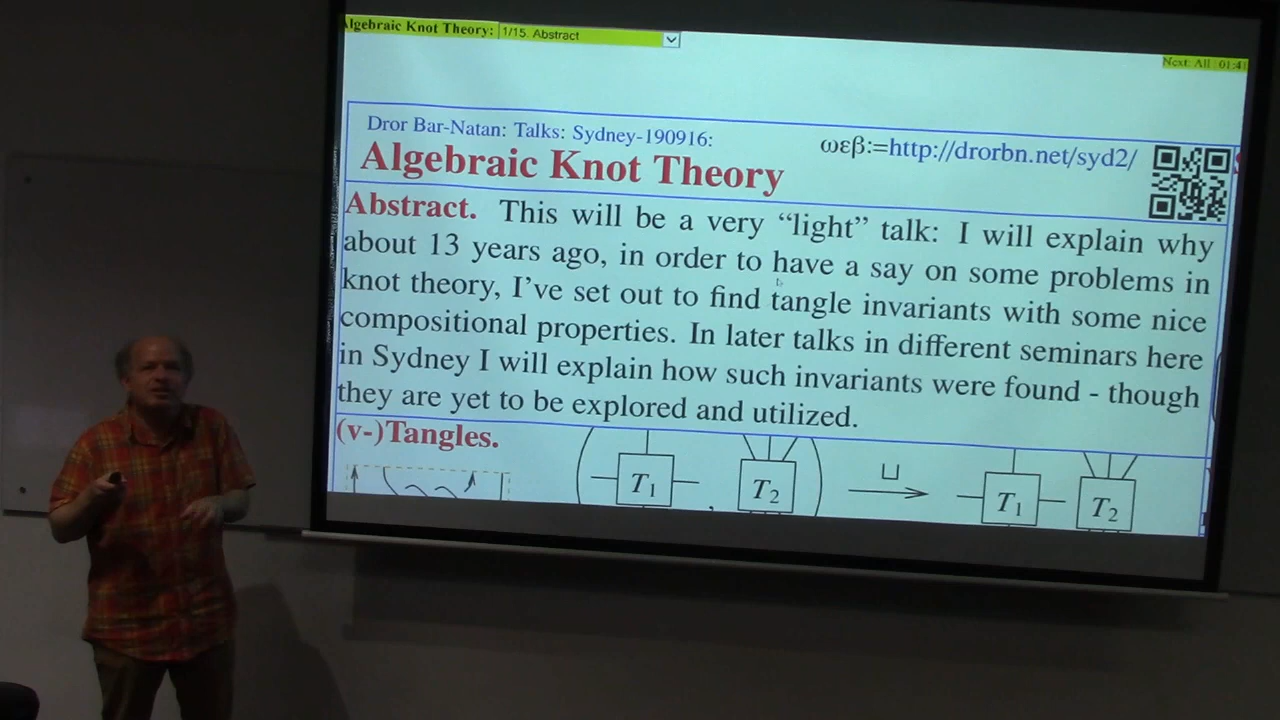 Algebraic Knot Theory: 1/15. Abstract
Next: All 01:41
Dror Bar-Natan: Talks: Sydney-190916:
ωεβ:=http://drorbn.net/syd2/
Algebraic Knot Theory
Abstract. This will be a very “light” talk: I will explain why
about 13 years ago, in order to have a say on some problems in
knot theory, I’ve set out to find tangle invariants with some nice
compositional properties. In later talks in different seminars here
in Sydney I will explain how such invariants were found - though
they are yet to be explored and utilized.
(v-)Tangles.
( T1 , T2 ) ⊔ T1 T2